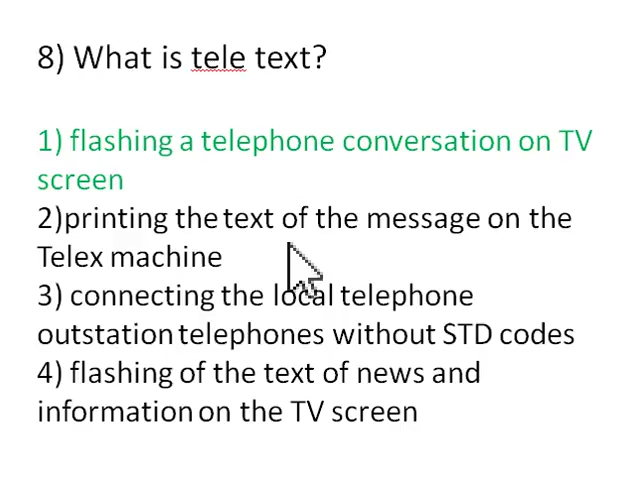 8) What is tele text?
1) flashing a telephone conversation on TV
screen
2)printing the text of the message on the
Telex machine
3) connecting the local telephone
outstation telephones without STD codes
4) flashing of the text of news and
information on the TV screen